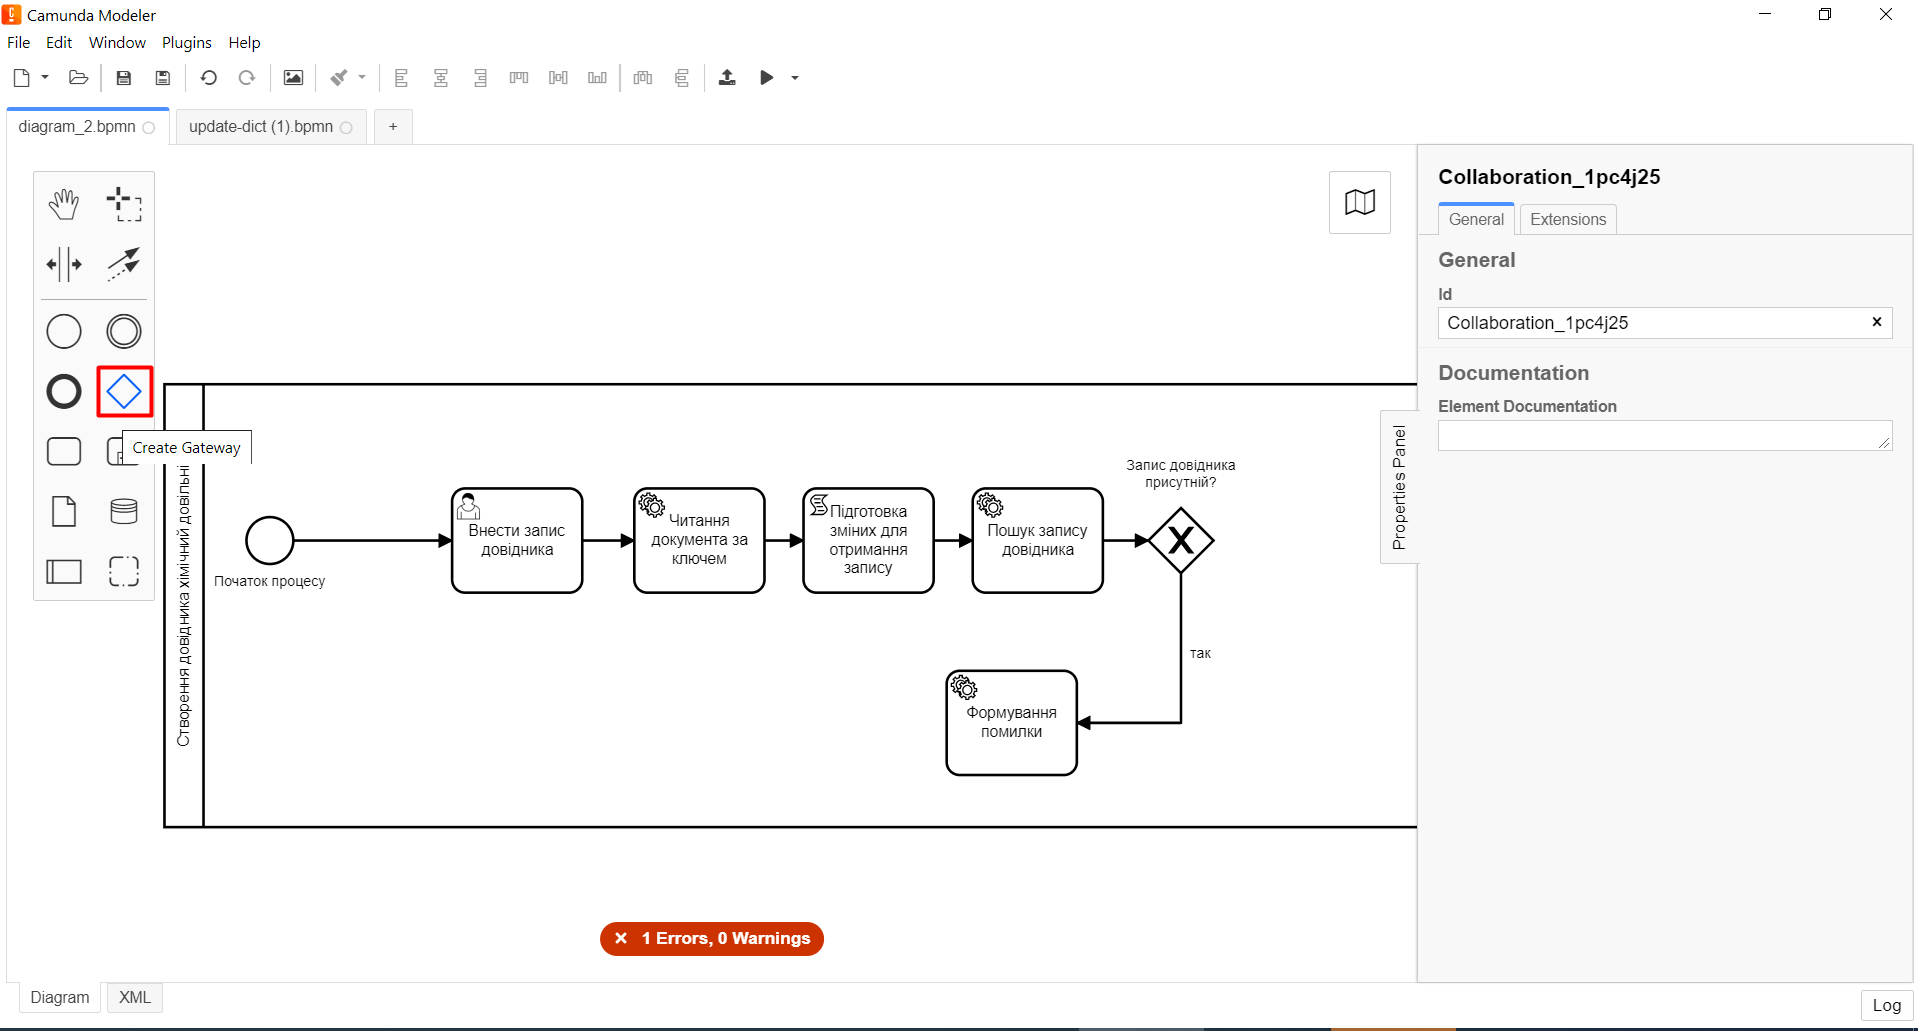 Camunda Modeler
File Edit Window Plugins Help
diagram_2.bpmn update-dict (1).bpmn +
Collaboration_1pc4j25
General Extensions
General
Id
Collaboration_1pc4j25
Documentation
Element Documentation
Properties Panel
Create Gateway
Створення довідника хімічний довільні
Початок процесу
Внести запис
довідника
Читання
документа за
ключем
Підготовка
зміних для
отримання
запису
Пошук запису
довідника
Запис довідника
присутній?
так
Формування
помилки
1 Errors, 0 Warnings
Diagram XML
Log